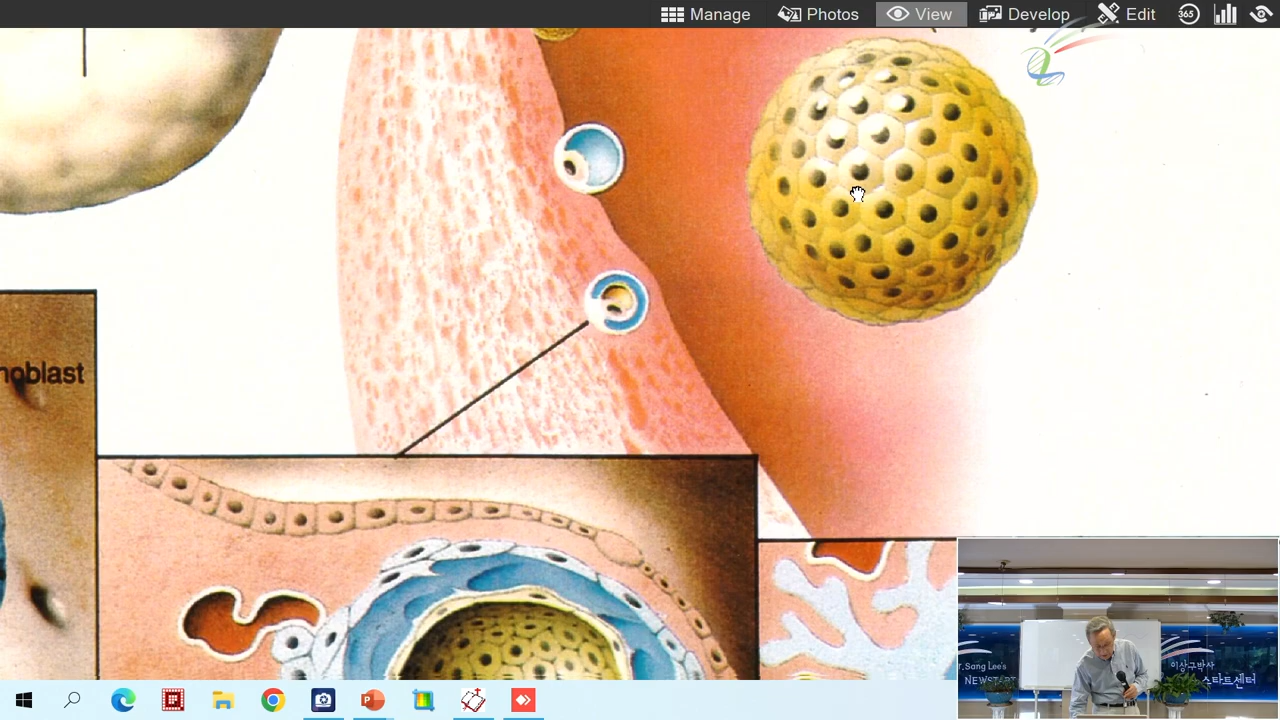 Manage Photos View Develop Edit 365
noblast
r.Sang Lee's
NEWSTART
이상구박사
스타트센터